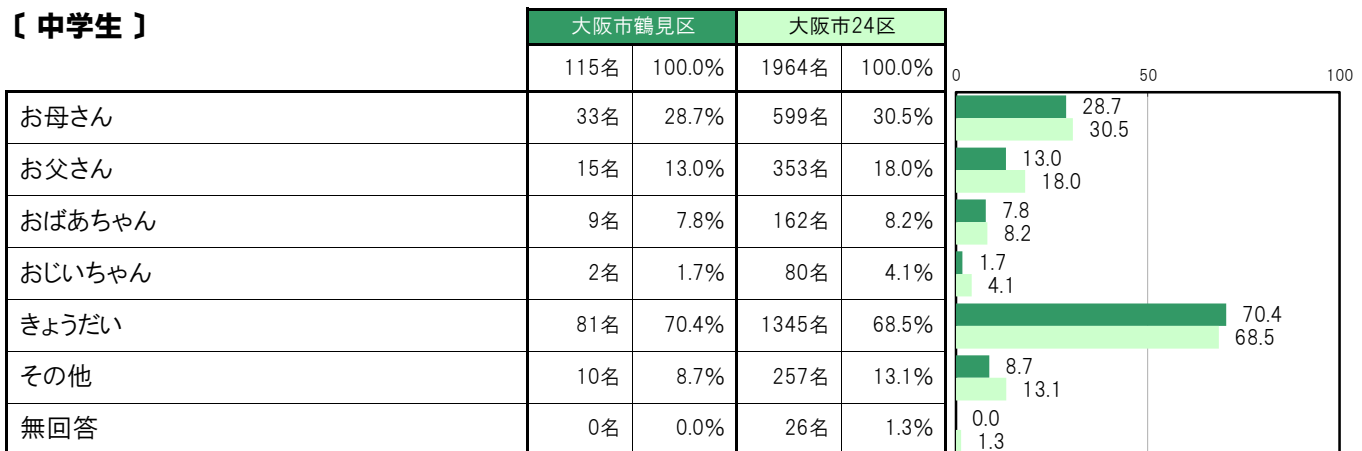 〔 中学生 〕
大阪市鶴見区 大阪市24区
115名 100.0% 1964名 100.0%
0 50 100
お母さん 33名 28.7% 599名 30.5% 28.7
30.5
お父さん 15名 13.0% 353名 18.0% 13.0
18.0
おばあちゃん 9名 7.8% 162名 8.2% 7.8
8.2
おじいちゃん 2名 1.7% 80名 4.1% 1.7
4.1
きょうだい 81名 70.4% 1345名 68.5% 70.4
68.5
その他 10名 8.7% 257名 13.1% 8.7
13.1
無回答 0名 0.0% 26名 1.3% 0.0
1.3